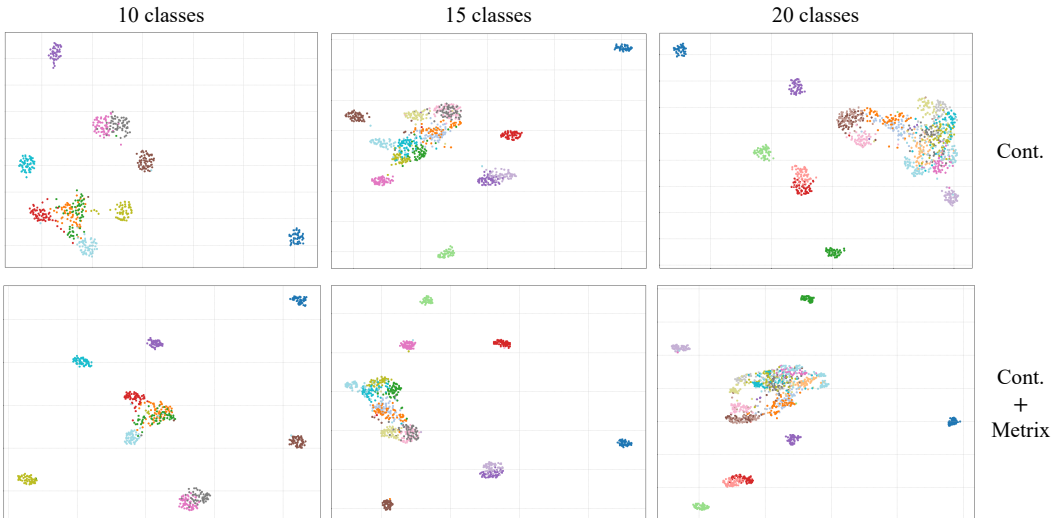 10 classes
15 classes
20 classes
Cont.
Cont.
+
Metrix